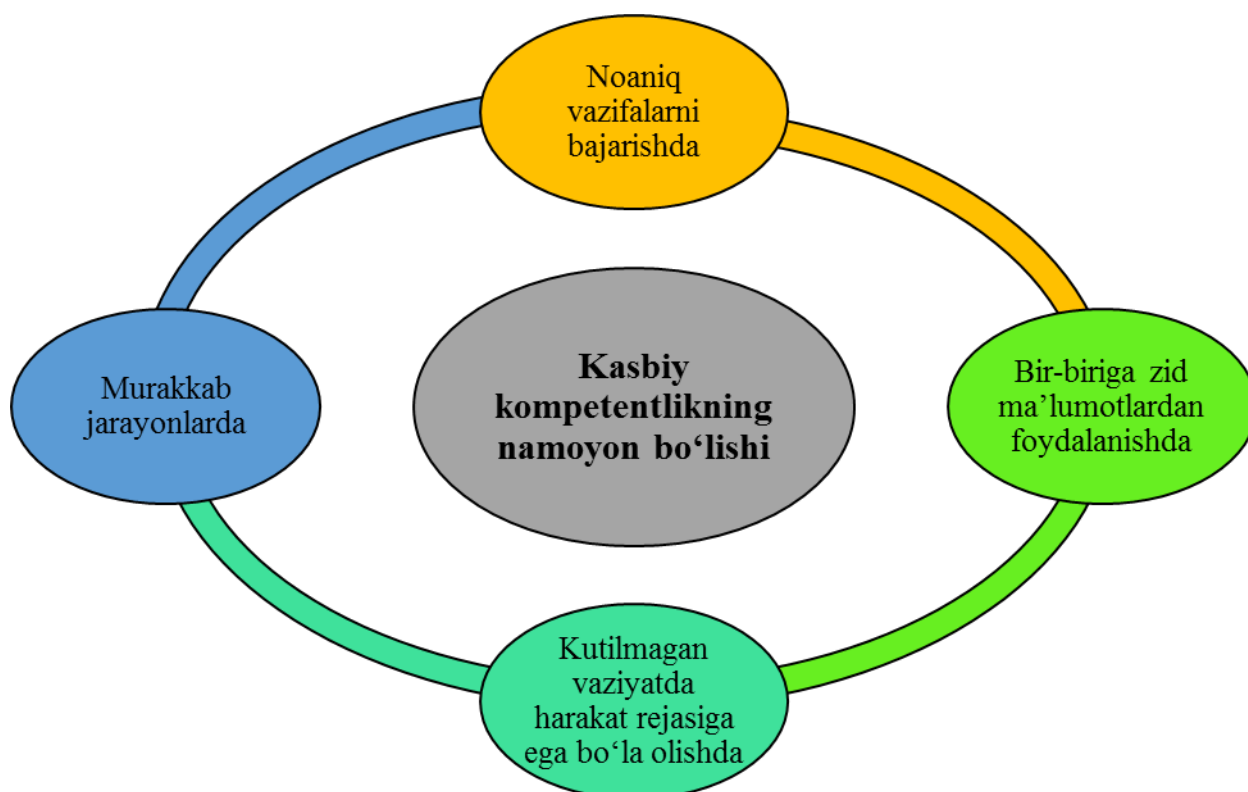 Noaniq
vazifalarni
bajarishda
Kasbiy
kompetentlikning
namoyon bo‘lishi
Murakkab
jarayonlarda
Bir-biriga zid
ma’lumotlardan
foydalanishda
Kutilmagan
vaziyatda
harakat rejasiga
ega bo‘la olishda